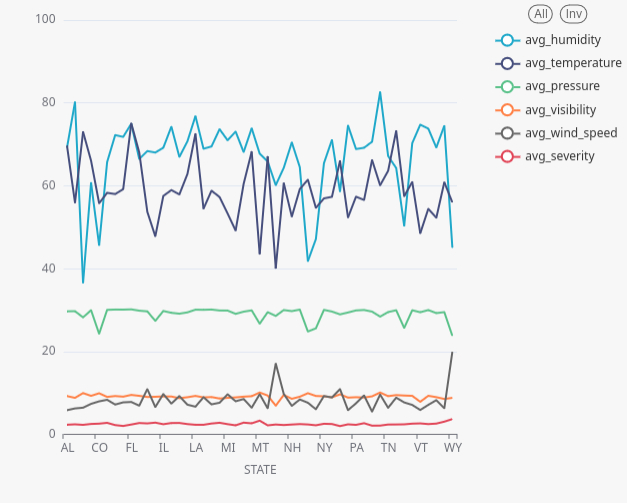 All Inv
avg_humidity
avg_temperature
avg_pressure
avg_visibility
avg_wind_speed
avg_severity
100
80
60
40
20
0
AL CO FL IL LA MI MT NH NY PA TN VT WY
STATE